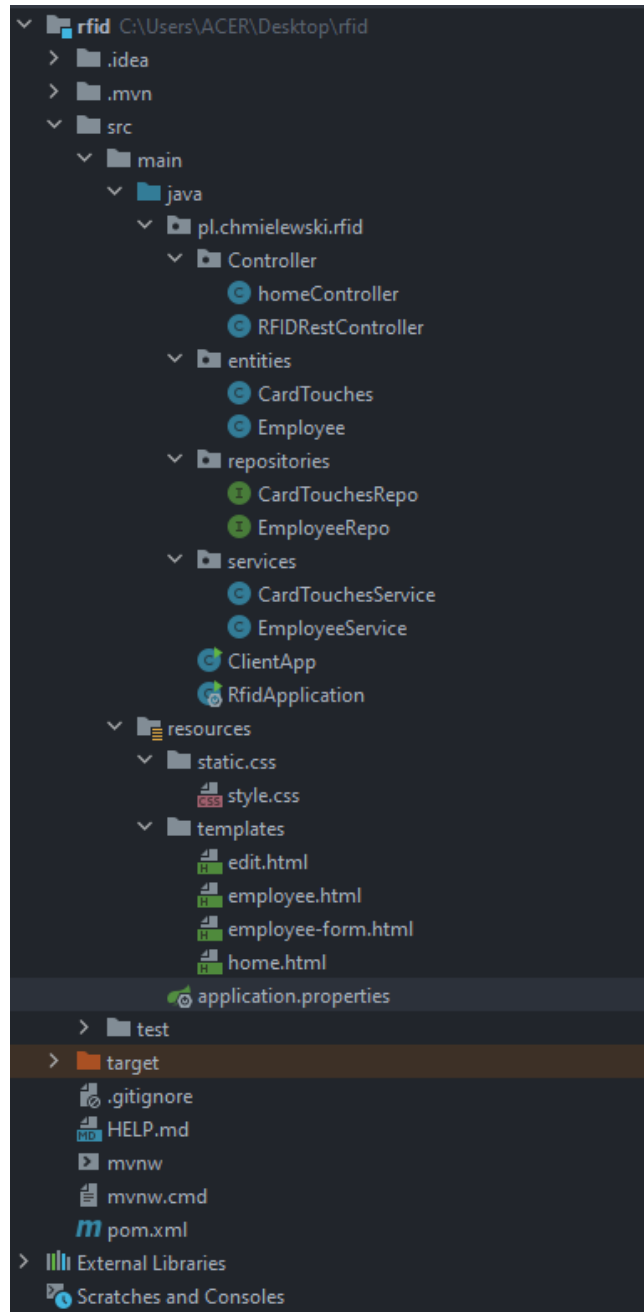 rfid C:\Users\ACER\Desktop\rfid
.idea
.mvn
src
main
java
pl.chmielewski.rfid
Controller
homeController
RFIDRestController
entities
CardTouches
Employee
repositories
CardTouchesRepo
EmployeeRepo
services
CardTouchesService
EmployeeService
ClientApp
RfidApplication
resources
static.css
style.css
templates
edit.html
employee.html
employee-form.html
home.html
application.properties
test
target
.gitignore
HELP.md
mvnw
mvnw.cmd
pom.xml
External Libraries
Scratches and Consoles